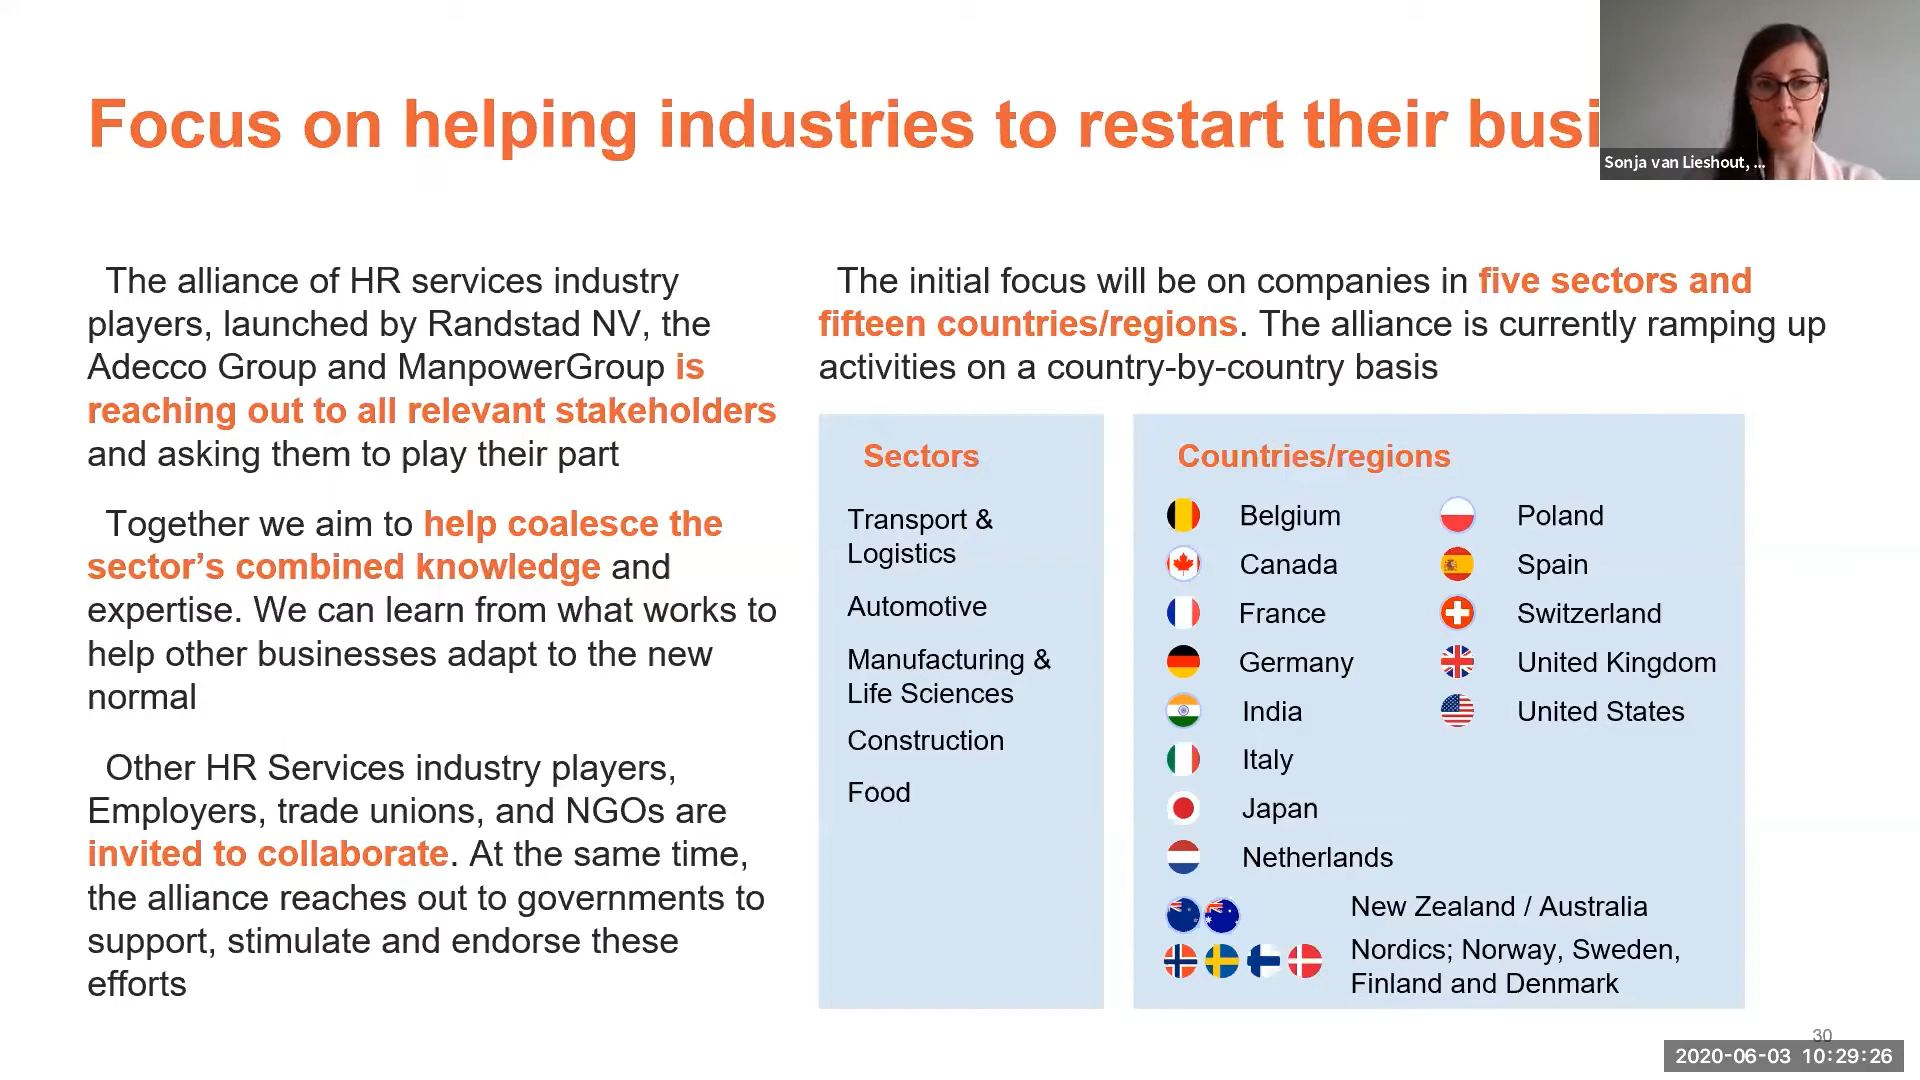 Focus on helping industries to restart their busi
Sonja van Lieshout, ...
The alliance of HR services industry
players, launched by Randstad NV, the
Adecco Group and ManpowerGroup is
reaching out to all relevant stakeholders
and asking them to play their part
Together we aim to help coalesce the
sector’s combined knowledge and
expertise. We can learn from what works to
help other businesses adapt to the new
normal
Other HR Services industry players,
Employers, trade unions, and NGOs are
invited to collaborate. At the same time,
the alliance reaches out to governments to
support, stimulate and endorse these
efforts
The initial focus will be on companies in five sectors and
fifteen countries/regions. The alliance is currently ramping up
activities on a country-by-country basis
Sectors
Transport &
Logistics
Automotive
Manufacturing &
Life Sciences
Construction
Food
Countries/regions
Belgium
Canada
France
Germany
India
Italy
Japan
Netherlands
Poland
Spain
Switzerland
United Kingdom
United States
New Zealand / Australia
Nordics; Norway, Sweden,
Finland and Denmark
30
2020-06-03 10:29:26